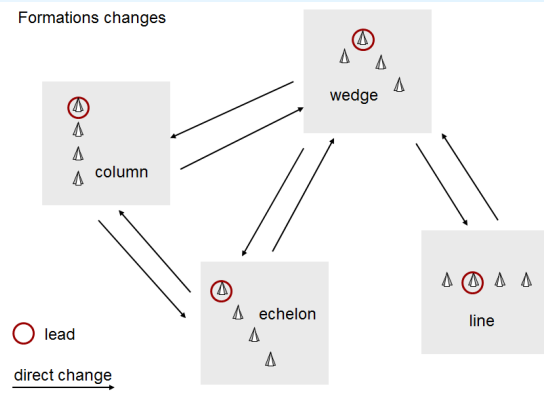 Formations changes
wedge
column
echelon
line
lead
direct change